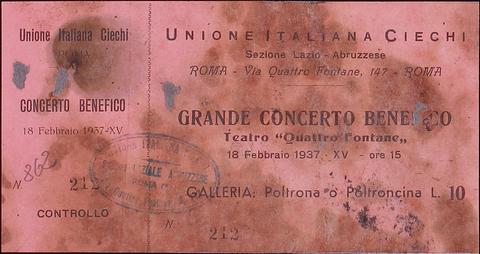 Unione Italiana Ciechi
ROMA
CONCERTO BENEFICO
18 Febbraio 1937-XV
862
N. 212
CONTROLLO
UNIONE ITALIANA CIECHI
Sezione Lazio - Abruzzese
ROMA - Via Quattro Fontane, 147 - ROMA
GRANDE CONCERTO BENEFICO
Teatro "Quattro Fontane„
18 Febbraio 1937 - XV - ore 15
GALLERIA: Poltrona o Poltroncina L. 10
N. 212